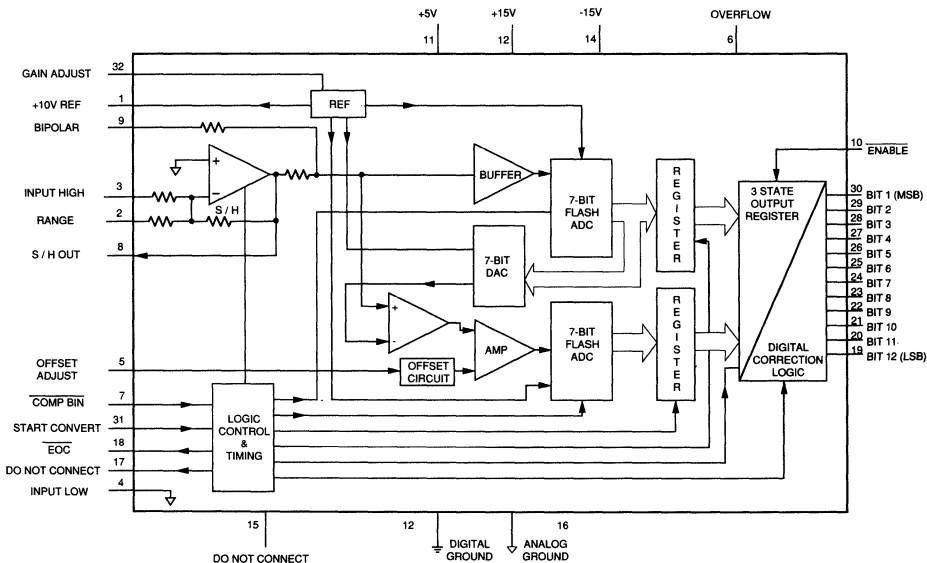 +5V
+15V
-15V
OVERFLOW
11
12
14
6
GAIN ADJUST
32
+10V REF
1
BIPOLAR
9
INPUT HIGH
3
RANGE
2
S / H OUT
8
OFFSET
ADJUST
5
COMP BIN
7
START CONVERT
31
EOC
18
DO NOT CONNECT
17
INPUT LOW
4
REF
+
-
S / H
BUFFER
7-BIT
FLASH
ADC
REGISTER
7-BIT
DAC
+
-
AMP
OFFSET
CIRCUIT
7-BIT
FLASH
ADC
REGISTER
LOGIC
CONTROL
&
TIMING
3 STATE
OUTPUT
REGISTER
DIGITAL
CORRECTION
LOGIC
10
ENABLE
30 BIT 1 (MSB)
29 BIT 2
28 BIT 3
27 BIT 4
26 BIT 5
25 BIT 6
24 BIT 7
23 BIT 8
22 BIT 9
21 BIT 10
20 BIT 11
19 BIT 12 (LSB)
15
12
16
DO NOT CONNECT
DIGITAL
GROUND
ANALOG
GROUND